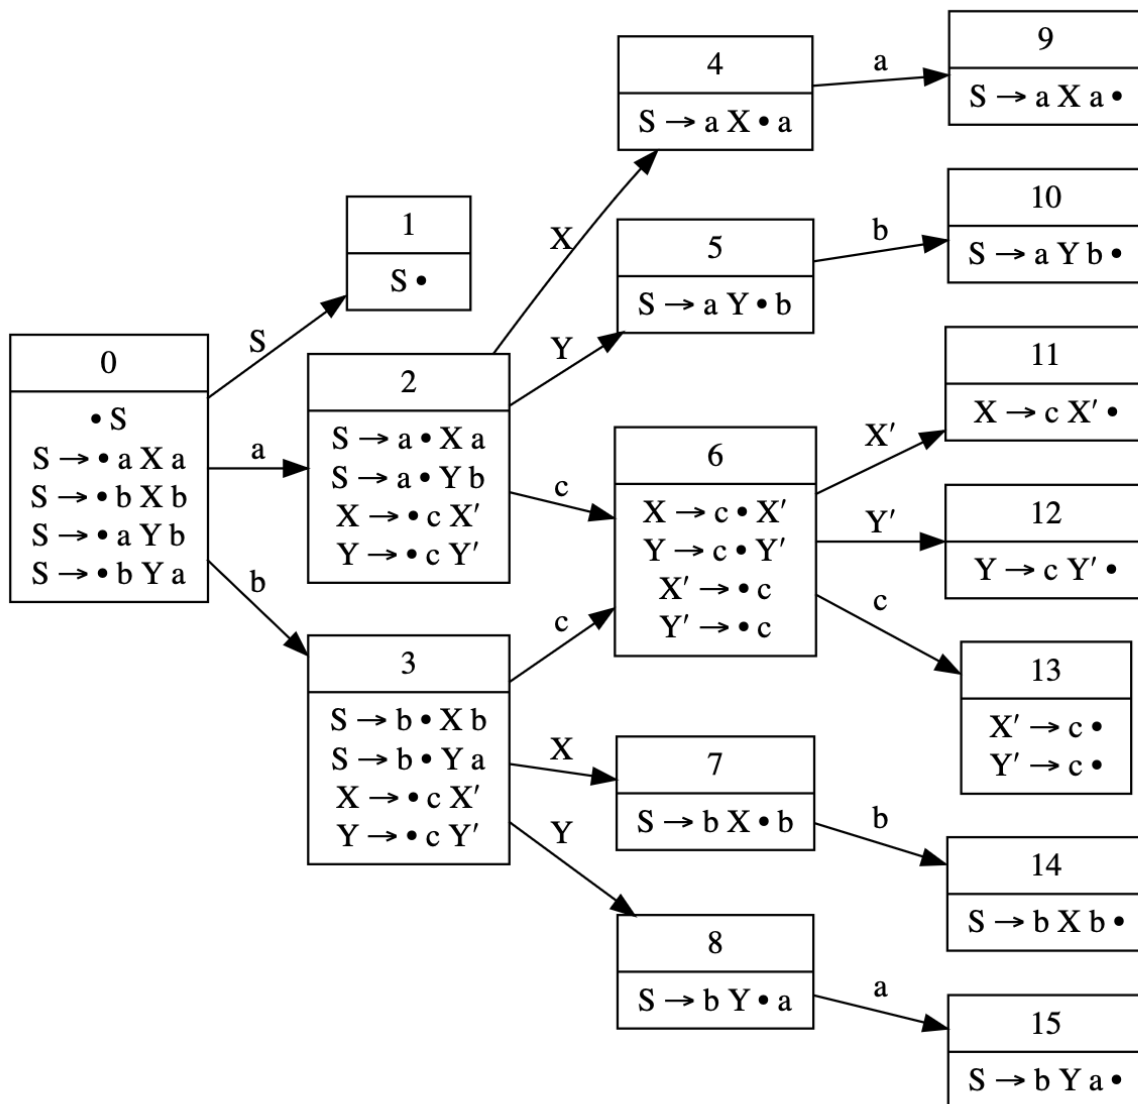 0
• S
S → • a X a
S → • b X b
S → • a Y b
S → • b Y a
S
a
b
1
S •
2
S → a • X a
S → a • Y b
X → • c X′
Y → • c Y′
3
S → b • X b
S → b • Y a
X → • c X′
Y → • c Y′
X
Y
c
c
X
Y
4
S → a X • a
5
S → a Y • b
6
X → c • X′
Y → c • Y′
X′ → • c
Y′ → • c
7
S → b X • b
8
S → b Y • a
a
b
X′
Y′
c
b
a
9
S → a X a •
10
S → a Y b •
11
X → c X′ •
12
Y → c Y′ •
13
X′ → c •
Y′ → c •
14
S → b X b •
15
S → b Y a •